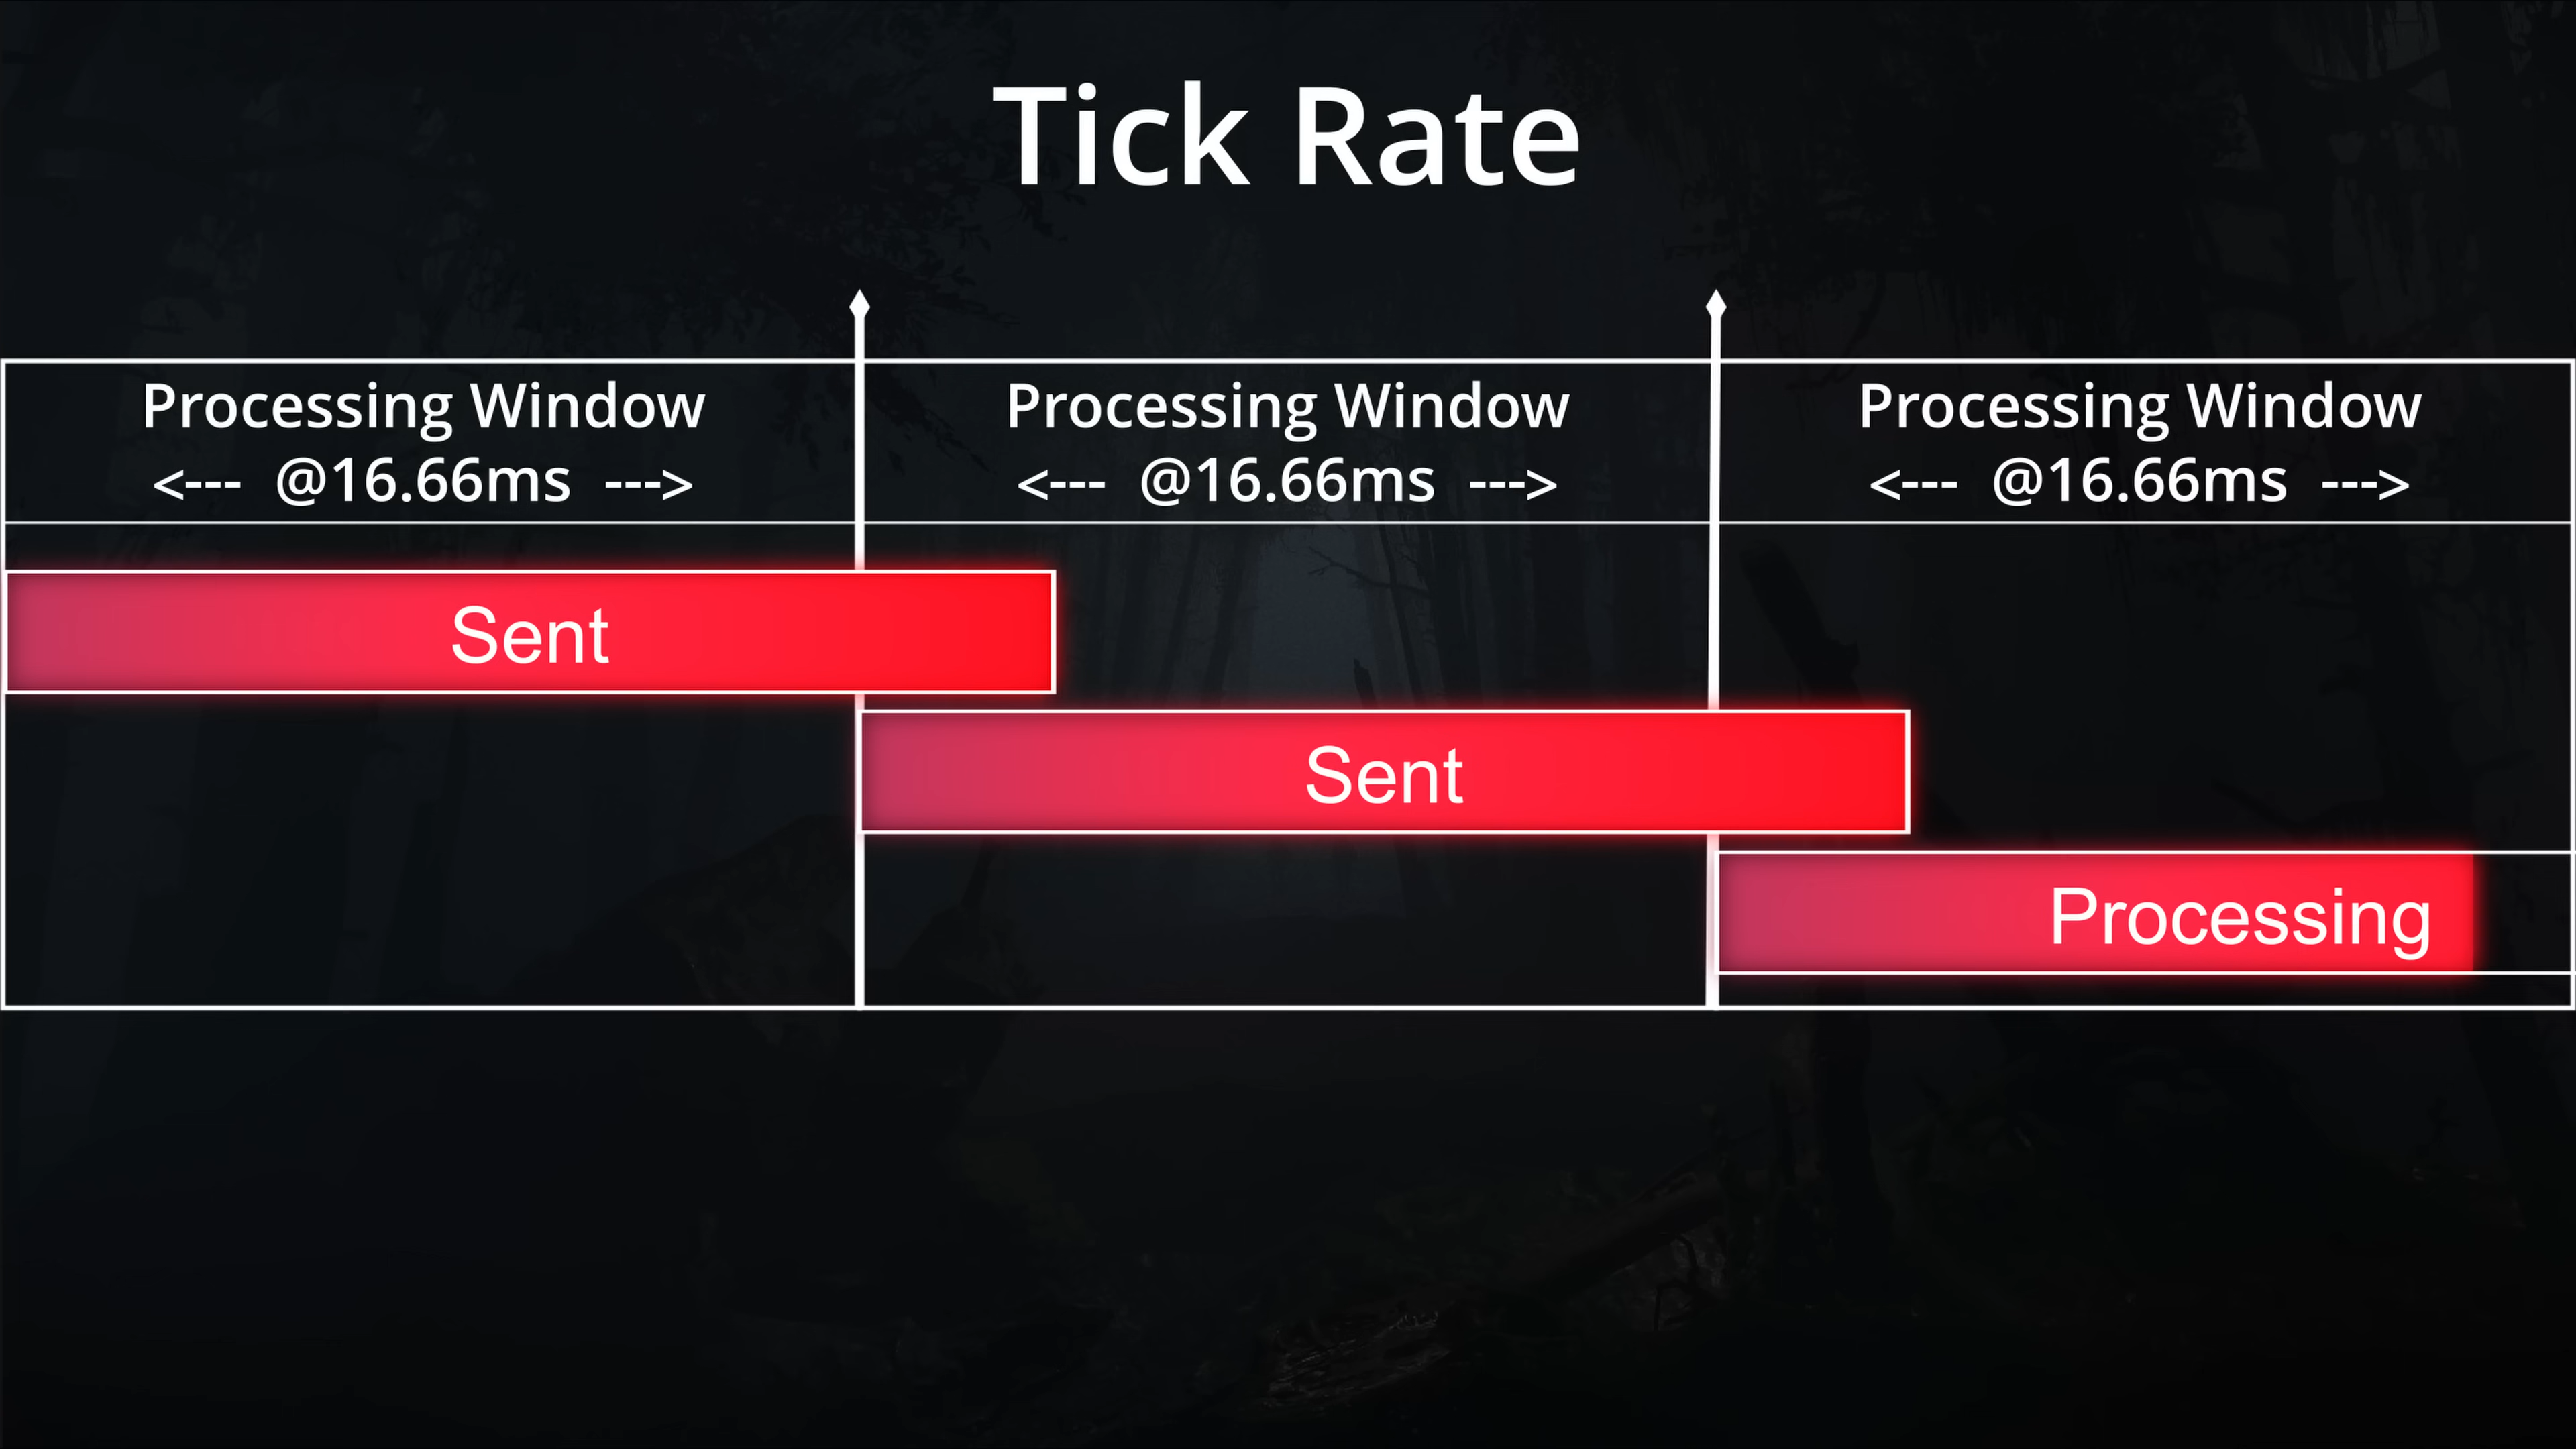 Tick Rate
Processing Window
<--- @16.66ms --->
Processing Window
<--- @16.66ms --->
Processing Window
<--- @16.66ms --->
Sent
Sent
Processing